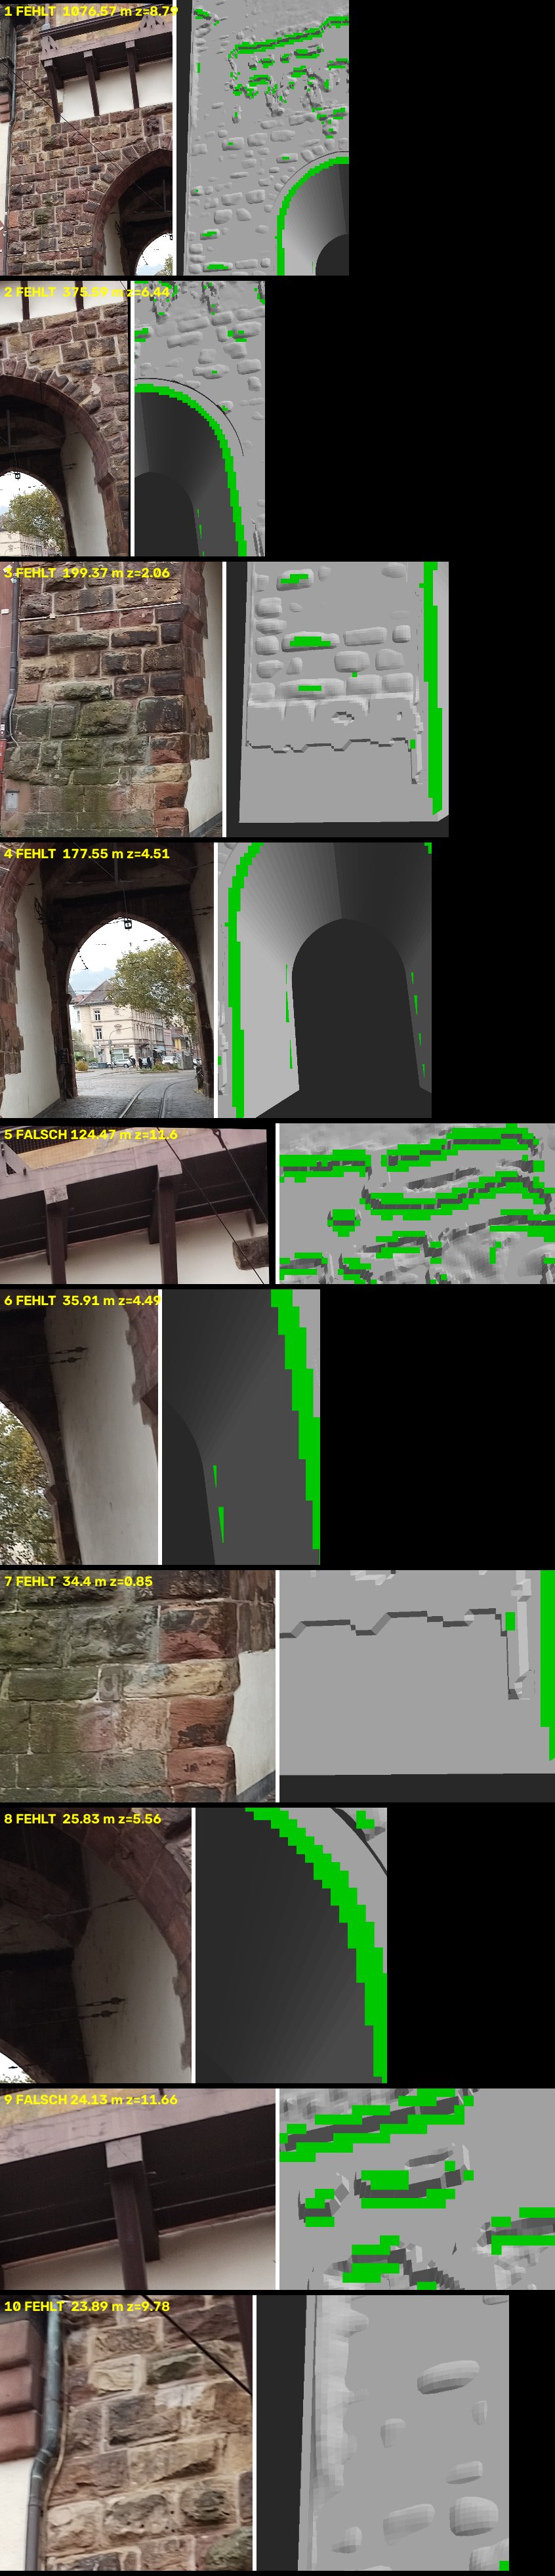 1 FEHLT 1076.57 m z=8.79
2 FEHLT 375.89 m z=6.44
3 FEHLT 199.37 m z=2.06
4 FEHLT 177.55 m z=4.51
5 FALSCH 124.47 m z=11.6
6 FEHLT 35.91 m z=4.49
7 FEHLT 34.4 m z=0.85
8 FEHLT 25.83 m z=5.56
9 FALSCH 24.13 m z=11.66
10 FEHLT 23.89 m z=9.78